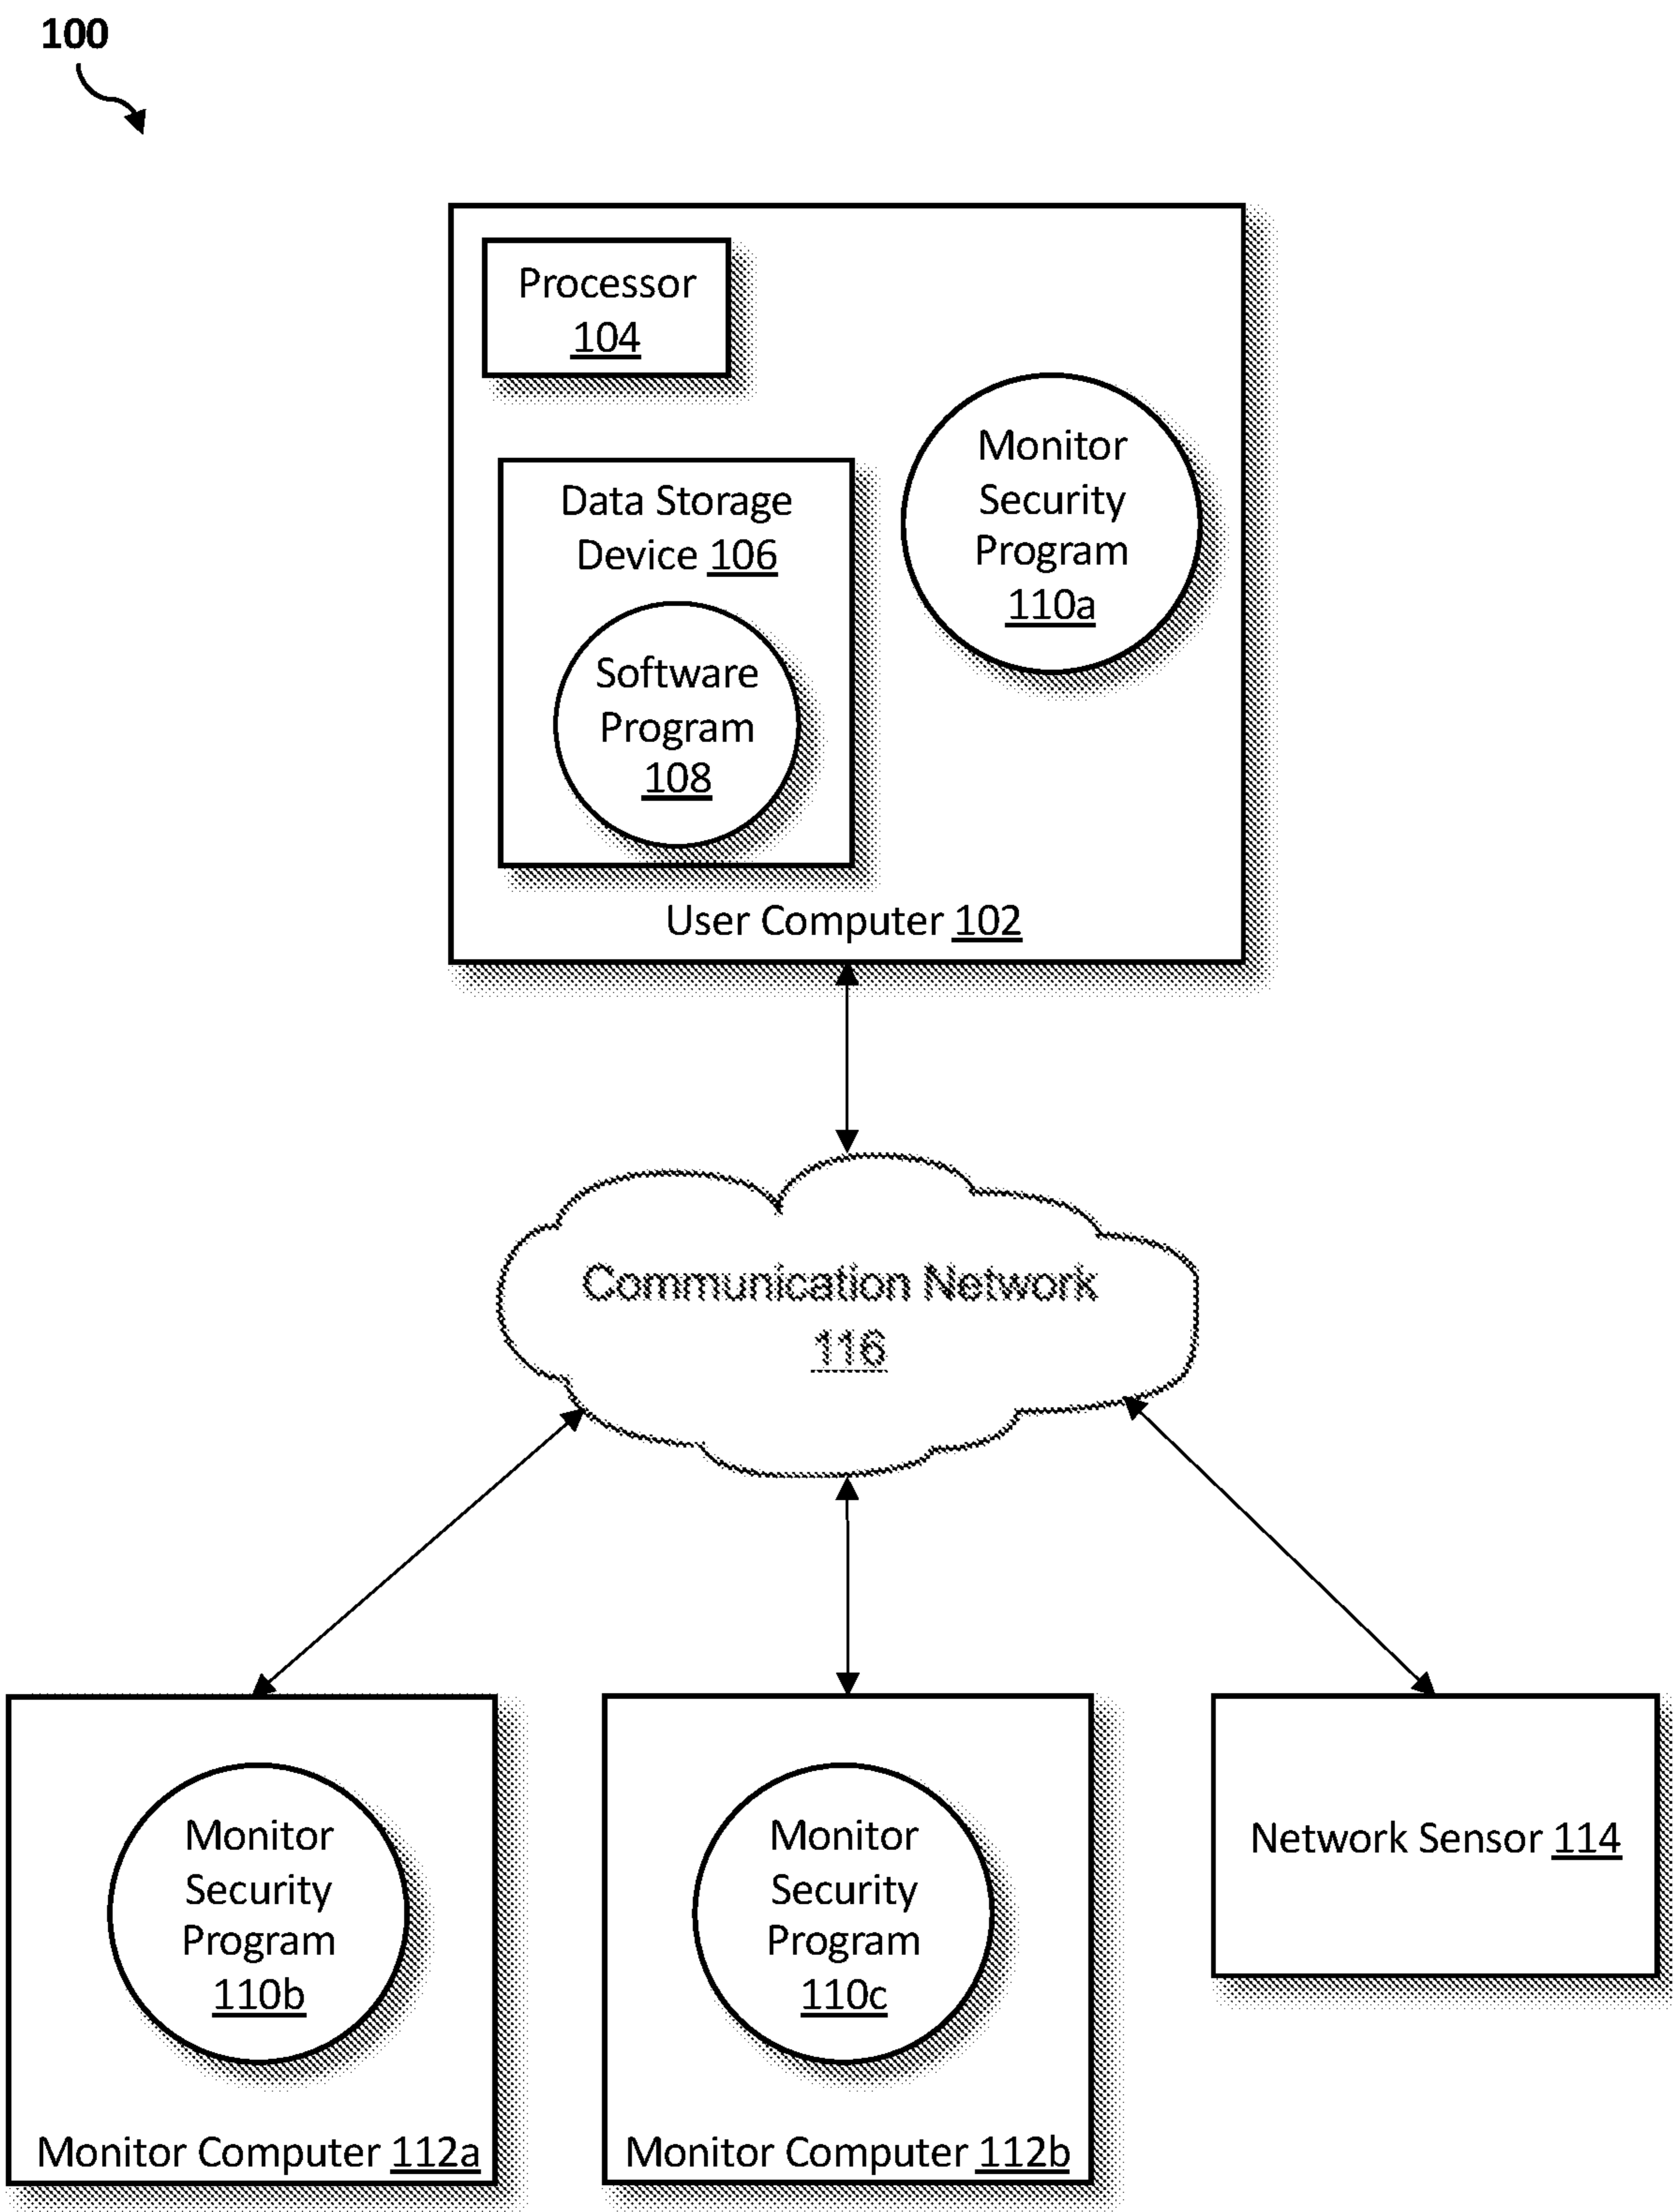 100
Processor
104
Monitor
Security
Program
110a
Data Storage
Device 106
Software
Program
108
User Computer 102
Communication Network
116
Monitor
Security
Program
110b
Monitor Computer 112a
Monitor
Security
Program
110c
Monitor Computer 112b
Network Sensor 114